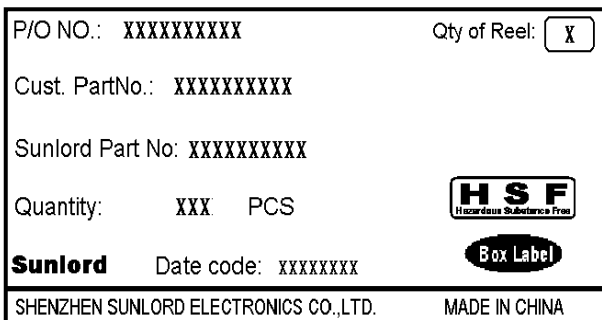 P/O NO.: XXXXXXXXXX Qty of Reel: X
Cust. PartNo.: XXXXXXXXXX
Sunlord Part No: XXXXXXXXXX
Quantity: XXX PCS
H S F
Hazardous Substance Free
Box Label
Sunlord Date code: XXXXXXXX
SHENZHEN SUNLORD ELECTRONICS CO.,LTD. MADE IN CHINA